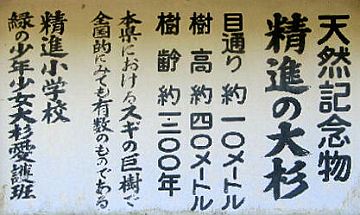 天然記念物
精進の大杉
目通り 約一〇メートル
樹高 約四〇メートル
樹齢 約一三〇〇年
本県におけるスギの巨樹で
全国的にみても有数のものである
精進小学校
緑の少年少女大杉愛護班